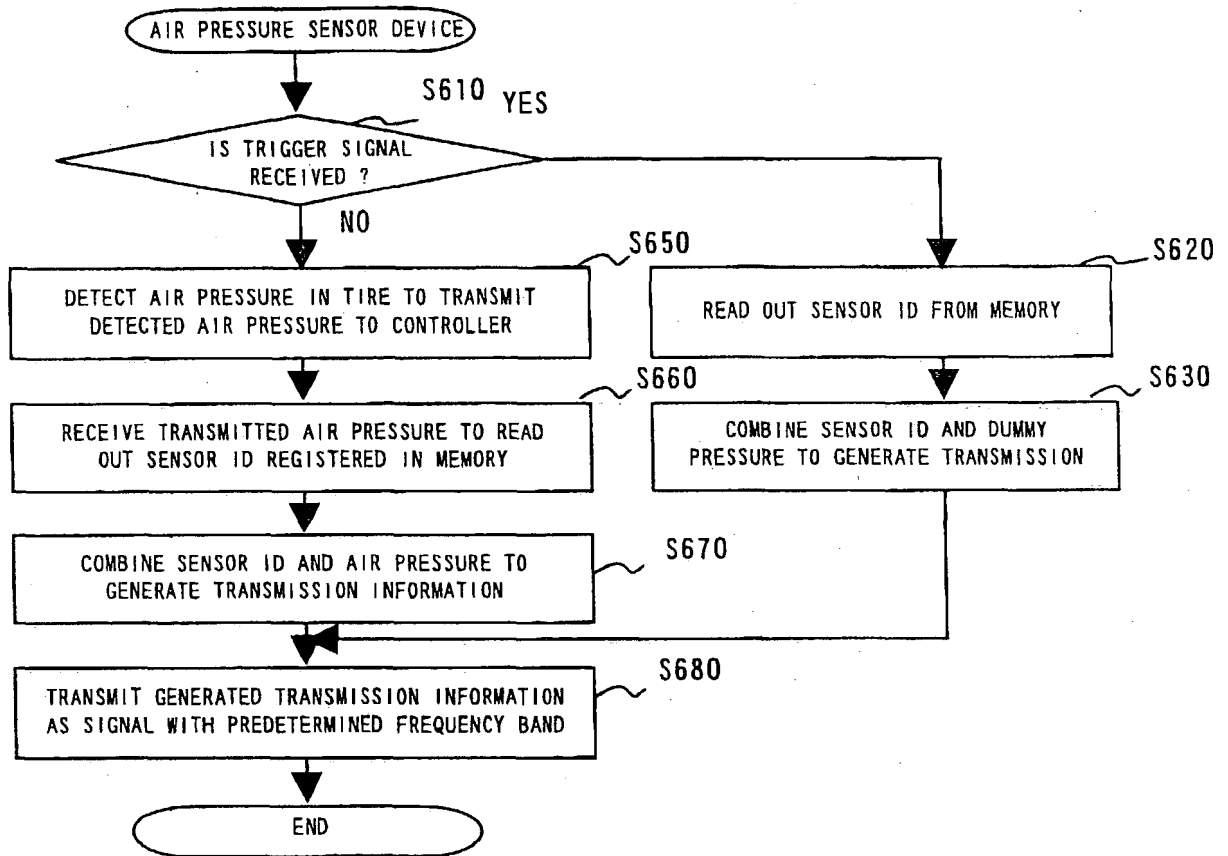 AIR PRESSURE SENSOR DEVICE
S610
YES
IS TRIGGER SIGNAL
RECEIVED ?
NO
S650
DETECT AIR PRESSURE IN TIRE TO TRANSMIT
DETECTED AIR PRESSURE TO CONTROLLER
S620
READ OUT SENSOR ID FROM MEMORY
S660
RECEIVE TRANSMITTED AIR PRESSURE TO READ
OUT SENSOR ID REGISTERED IN MEMORY
S630
COMBINE SENSOR ID AND DUMMY
PRESSURE TO GENERATE TRANSMISSION
S670
COMBINE SENSOR ID AND AIR PRESSURE TO
GENERATE TRANSMISSION INFORMATION
S680
TRANSMIT GENERATED TRANSMISSION INFORMATION
AS SIGNAL WITH PREDETERMINED FREQUENCY BAND
END